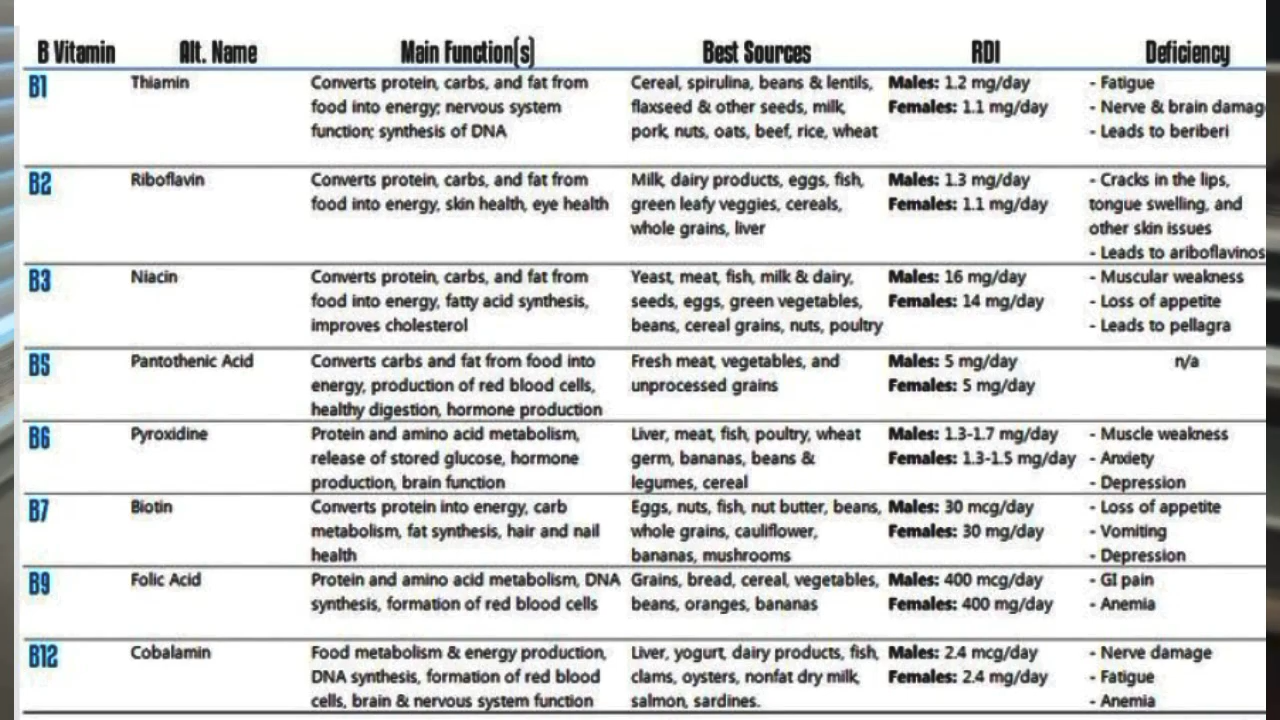 B Vitamin Alt. Name Main Function(s) Best Sources RDI Deficiency
B1 Thiamin Converts protein, carbs, and fat from Cereal, spirulina, beans & lentils, Males: 1.2 mg/day - Fatigue
food into energy; nervous system flaxseed & other seeds, milk, Females: 1.1 mg/day - Nerve & brain damag
function; synthesis of DNA pork, nuts, oats, beef, rice, wheat - Leads to beriberi
B2 Riboflavin Converts protein, carbs, and fat from Milk, dairy products, eggs, fish, Males: 1.3 mg/day - Cracks in the lips,
food into energy, skin health, eye health green leafy veggies, cereals, Females: 1.1 mg/day tongue swelling, and
whole grains, liver other skin issues
- Leads to ariboflavinos
B3 Niacin Converts protein, carbs, and fat from Yeast, meat, fish, milk & dairy, Males: 16 mg/day - Muscular weakness
food into energy, fatty acid synthesis, seeds, eggs, green vegetables, Females: 14 mg/day - Loss of appetite
improves cholesterol beans, cereal grains, nuts, poultry - Leads to pellagra
B5 Pantothenic Acid Converts carbs and fat from food into Fresh meat, vegetables, and Males: 5 mg/day n/a
energy, production of red blood cells, unprocessed grains Females: 5 mg/day
healthy digestion, hormone production
B6 Pyroxidine Protein and amino acid metabolism, Liver, meat, fish, poultry, wheat Males: 1.3-1.7 mg/day - Muscle weakness
release of stored glucose, hormone germ, bananas, beans & Females: 1.3-1.5 mg/day - Anxiety
production, brain function legumes, cereal - Depression
B7 Biotin Converts protein into energy, carb Eggs, nuts, fish, nut butter, beans, Males: 30 mcg/day - Loss of appetite
metabolism, fat synthesis, hair and nail whole grains, cauliflower, Females: 30 mg/day - Vomiting
health bananas, mushrooms - Depression
B9 Folic Acid Protein and amino acid metabolism, DNA Grains, bread, cereal, vegetables, Males: 400 mcg/day - GI pain
synthesis, formation of red blood cells beans, oranges, bananas Females: 400 mg/day - Anemia
B12 Cobalamin Food metabolism & energy production, Liver, yogurt, dairy products, fish, Males: 2.4 mcg/day - Nerve damage
DNA synthesis, formation of red blood clams, oysters, nonfat dry milk, Females: 2.4 mg/day - Fatigue
cells, brain & nervous system function salmon, sardines. - Anemia